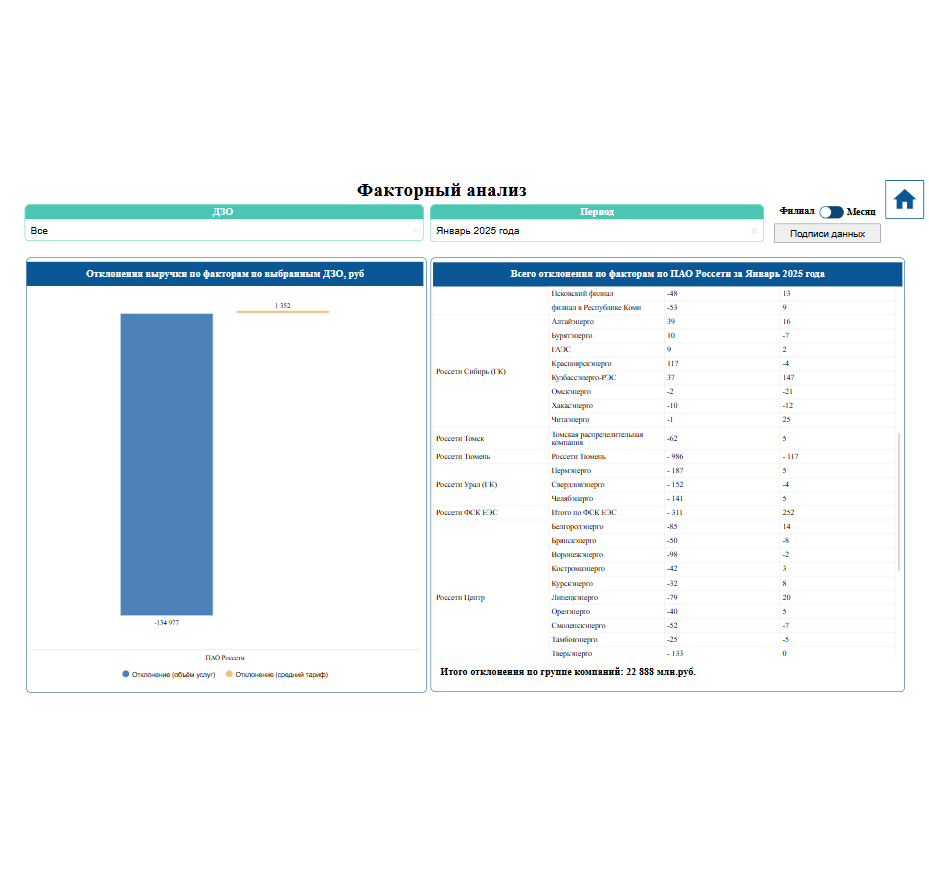 Факторный анализ
ДЗО
Все
Период
Январь 2025 года
Филиал Месяц
Подписи данных
Отклонения выручки по факторам по выбранным ДЗО, руб
1 352
-134 977
ПАО Россети
Отклонение (объём услуг) Отклонение (средний тариф)
Всего отклонения по факторам по ПАО Россети за Январь 2025 года
Псковский филиал -48 13
филиал в Республике Коми -53 9
Россети Сибирь (ГК)
Алтайэнерго 39 16
Бурятэнерго 10 -7
ГАЭС 9 2
Красноярскэнерго 117 -4
Кузбассэнерго-РЭС 37 147
Омскэнерго -2 -21
Хакасэнерго -10 -12
Читаэнерго -1 25
Россети Томск Томская распределительная компания -62 5
Россети Тюмень Россети Тюмень - 986 - 117
Россети Урал (ГК)
Пермэнерго - 187 5
Свердловэнерго - 152 -4
Челябэнерго - 141 5
Россети ФСК ЕЭС Итого по ФСК ЕЭС - 311 252
Россети Центр
Белгородэнерго -85 14
Брянскэнерго -50 -8
Воронежэнерго -98 -2
Костромаэнерго -42 3
Курскэнерго -32 8
Липецкэнерго -79 20
Орелэнерго -40 5
Смоленскэнерго -52 -7
Тамбовэнерго -25 -5
Тверьэнерго - 133 0
Итого отклонения по группе компаний: 22 888 млн.руб.